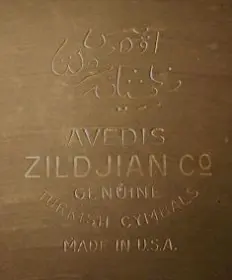 AVEDIS
ZILDJIAN CO
GENUINE
TURKISH CYMBALS
MADE IN U.S.A.